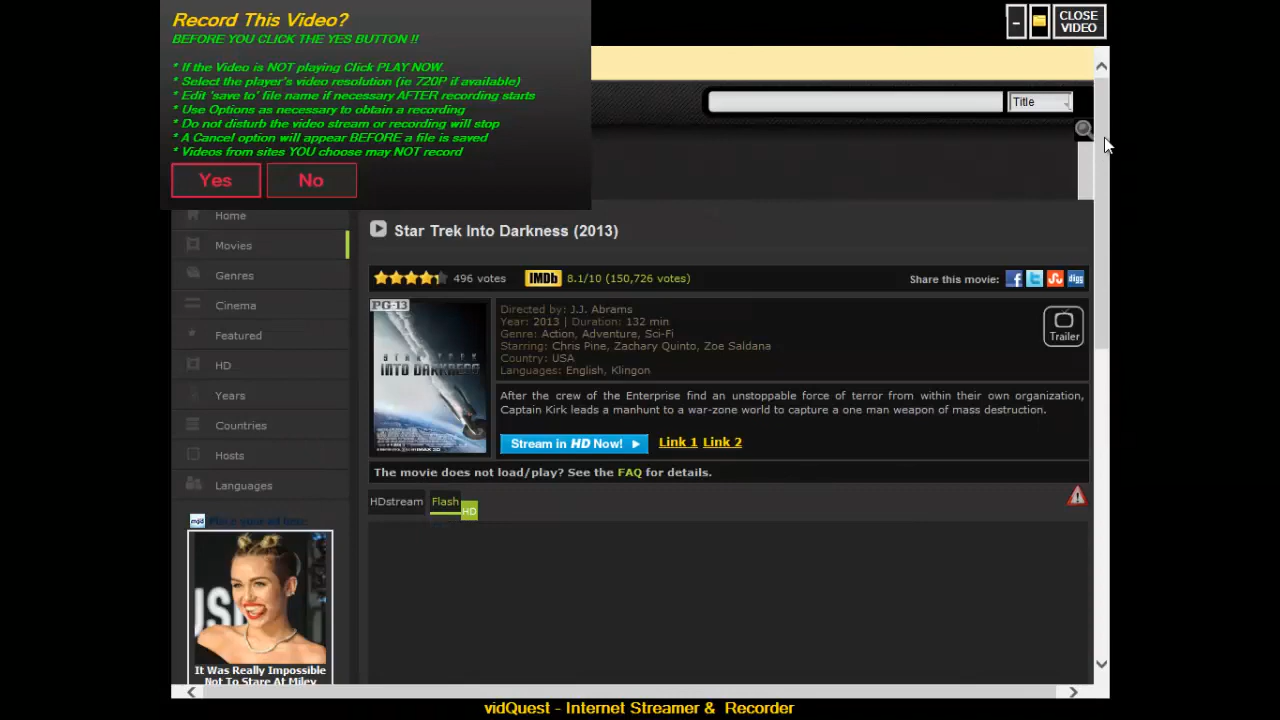 Record This Video?
BEFORE YOU CLICK THE YES BUTTON !!
* If the Video is NOT playing Click PLAY NOW.
* Select the player's video resolution (ie 720P if available)
* Edit 'save to' file name if necessary AFTER recording starts
* Use Options as necessary to obtain a recording
* Do not disturb the video stream or recording will stop
* A Cancel option will appear BEFORE a file is saved
* Videos from sites YOU choose may NOT record
Yes No
CLOSE
VIDEO
Title
Home
Movies
Genres
Cinema
Featured
HD
Years
Countries
Hosts
Languages
Place your ad here
It Was Really Impossible
Not To Stare At Miley
Star Trek Into Darkness (2013)
496 votes IMDb 8.1/10 (150,726 votes) Share this movie: digg
PG-13
STAR TREK
INTO DARKNESS
Directed by: J.J. Abrams
Year: 2013 | Duration: 132 min
Genre: Action, Adventure, Sci-Fi
Starring: Chris Pine, Zachary Quinto, Zoe Saldana
Country: USA
Languages: English, Klingon
Trailer
After the crew of the Enterprise find an unstoppable force of terror from within their own organization,
Captain Kirk leads a manhunt to a war-zone world to capture a one man weapon of mass destruction.
Stream in HD Now! Link 1 Link 2
The movie does not load/play? See the FAQ for details.
HDstream Flash HD
vidQuest - Internet Streamer & Recorder